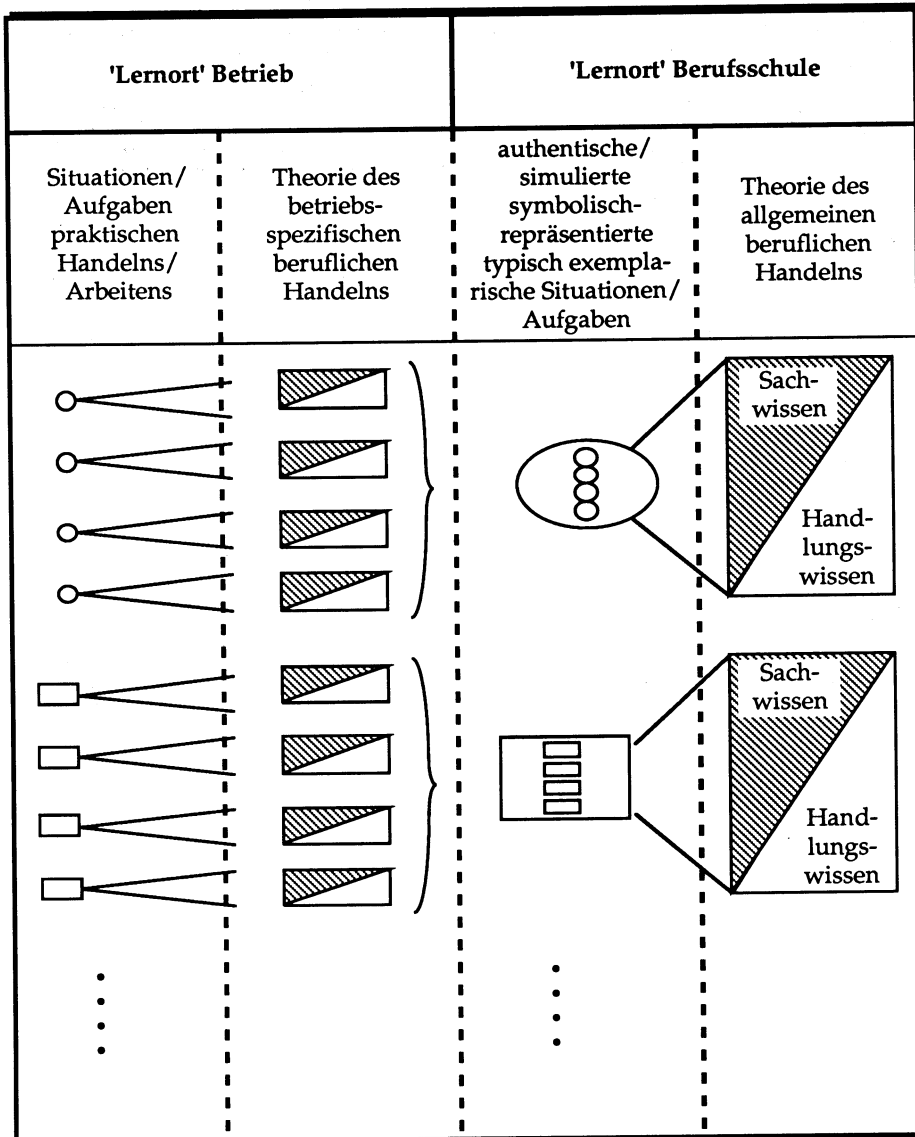 'Lernort' Betrieb
'Lernort' Berufsschule
Situationen/
Aufgaben
praktischen
Handelns/
Arbeitens
Theorie des
betriebs-
spezifischen
beruflichen
Handelns
authentische/
simulierte
symbolisch-
repräsentierte
typisch exempla-
rische Situationen/
Aufgaben
Theorie des
allgemeinen
beruflichen
Handelns
Sach-
wissen
Hand-
lungs-
wissen
Sach-
wissen
Hand-
lungs-
wissen